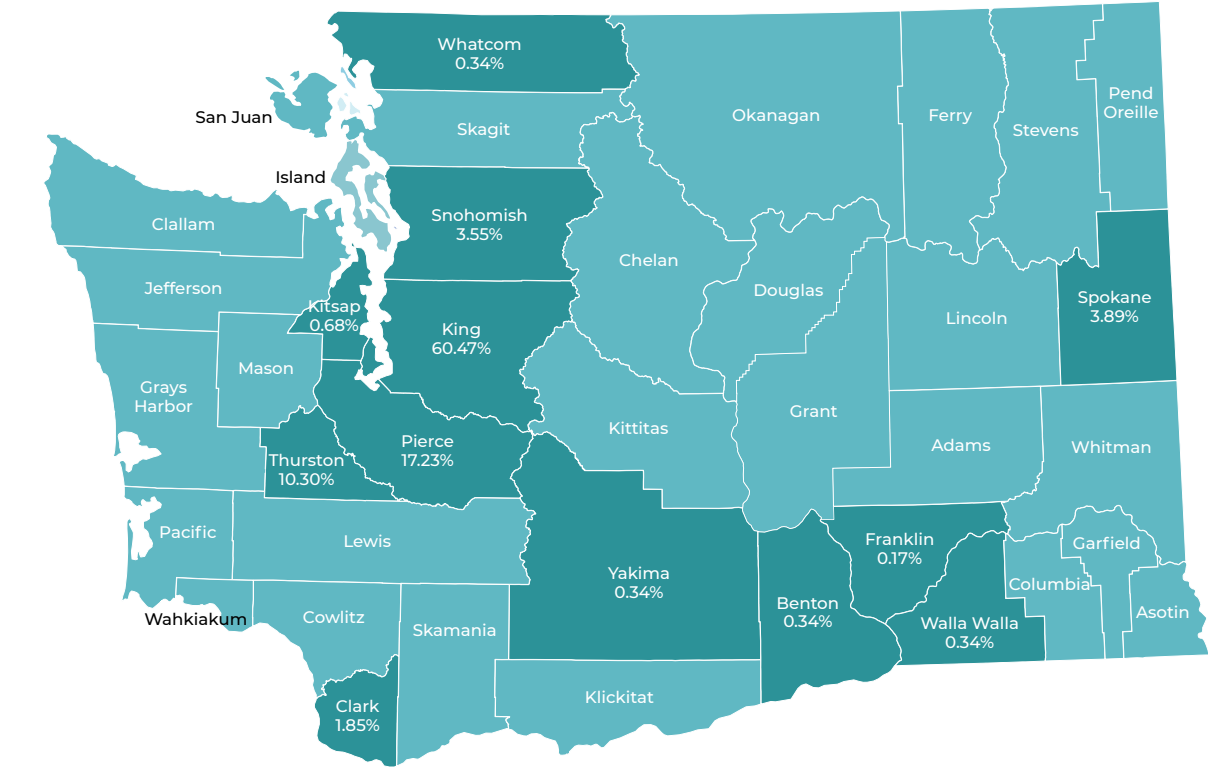 Whatcom
0.34%
San Juan
Skagit
Okanagan
Ferry
Stevens
Pend
Oreille
Island
Clallam
Snohomish
3.55%
Chelan
Jefferson
Douglas
Kitsap
0.68%
King
60.47%
Lincoln
Spokane
3.89%
Mason
Grays
Harbor
Kittitas
Grant
Adams
Whitman
Pierce
17.23%
Thurston
10.30%
Pacific
Lewis
Yakima
0.34%
Franklin
0.17%
Garfield
Columbia
Benton
0.34%
Walla Walla
0.34%
Asotin
Wahkiakum
Cowlitz
Skamania
Klickitat
Clark
1.85%